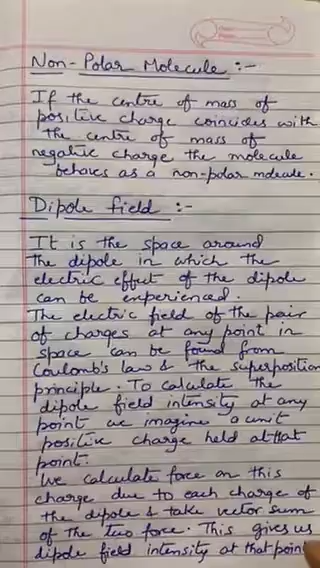 Non-Polar Molecule :-
If the centre of mass of
positive charge coincides with
the centre of mass of
negative charge the molecule
behaves as a non-polar molecule.
Dipole field :-
It is the space around
the dipole in which the
electric effect of the dipole
can be experienced.
The electric field of the pair
of charges at any point in
space can be found from
Coulomb's law & the superposition
principle. To calculate the
dipole field intensity at any
point we imagine a unit
positive charge held at that
point.
We calculate force on this
charge due to each charge of
the dipole & take vector sum
of the two force. This gives us
dipole field intensity at that point